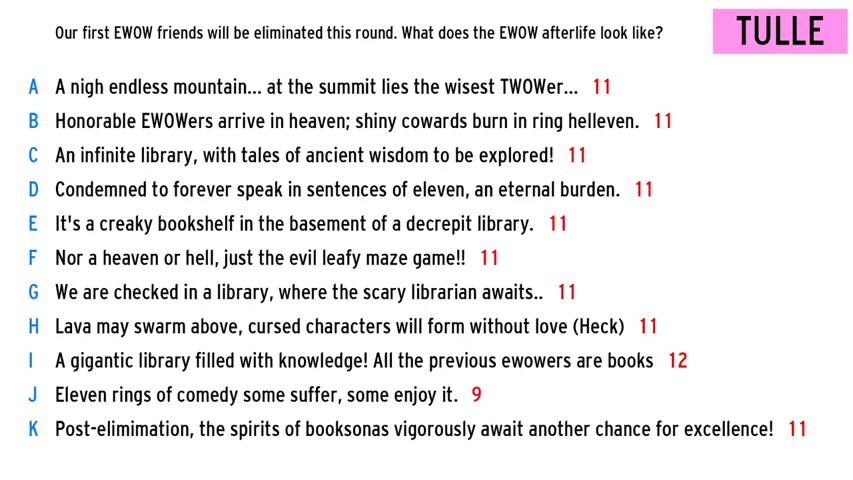 Our first EWOW friends will be eliminated this round. What does the EWOW afterlife look like?
TULLE
A A nigh endless mountain... at the summit lies the wisest TWOWer... 11
B Honorable EWOWers arrive in heaven; shiny cowards burn in ring helleven. 11
C An infinite library, with tales of ancient wisdom to be explored! 11
D Condemned to forever speak in sentences of eleven, an eternal burden. 11
E It's a creaky bookshelf in the basement of a decrepit library. 11
F Nor a heaven or hell, just the evil leafy maze game!! 11
G We are checked in a library, where the scary librarian awaits.. 11
H Lava may swarm above, cursed characters will form without love (Heck) 11
I A gigantic library filled with knowledge! All the previous ewowers are books 12
J Eleven rings of comedy some suffer, some enjoy it. 9
K Post-elimimation, the spirits of booksonas vigorously await another chance for excellence! 11